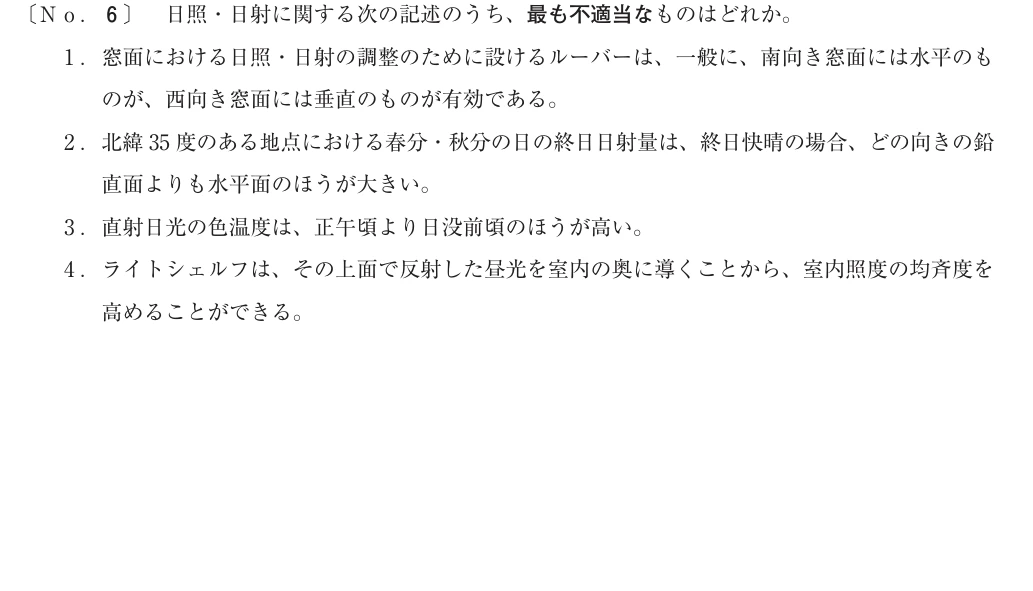 〔Ｎｏ．６〕　日照・日射に関する次の記述のうち、最も不適当なものはどれか。
１．窓面における日照・日射の調整のために設けるルーバーは、一般に、南向き窓面には水平のも
のが、西向き窓面には垂直のものが有効である。
２．北緯 35 度のある地点における春分・秋分の日の終日日射量は、終日快晴の場合、どの向きの鉛
直面よりも水平面のほうが大きい。
３．直射日光の色温度は、正午頃より日没前頃のほうが高い。
４．ライトシェルフは、その上面で反射した昼光を室内の奥に導くことから、室内照度の均斉度を
高めることができる。